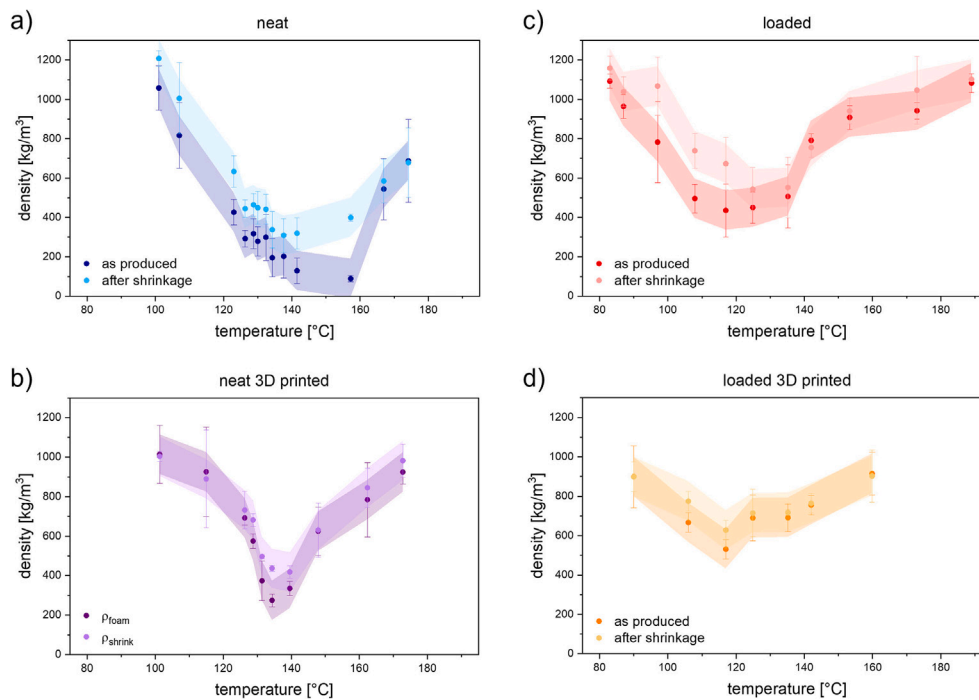 a)
neat
1200
1000
800
600
400
200
0
density [kg/m³]
as produced
after shrinkage
80 100 120 140 160 180
temperature [°C]
c)
loaded
1200
1000
800
600
400
200
0
density [kg/m³]
as produced
after shrinkage
80 100 120 140 160 180
temperature [°C]
b)
neat 3D printed
1200
1000
800
600
400
200
0
density [kg/m³]
ρfoam
ρshrink
80 100 120 140 160 180
temperature [°C]
d)
loaded 3D printed
1200
1000
800
600
400
200
0
density [kg/m³]
as produced
after shrinkage
80 100 120 140 160 180
temperature [°C]